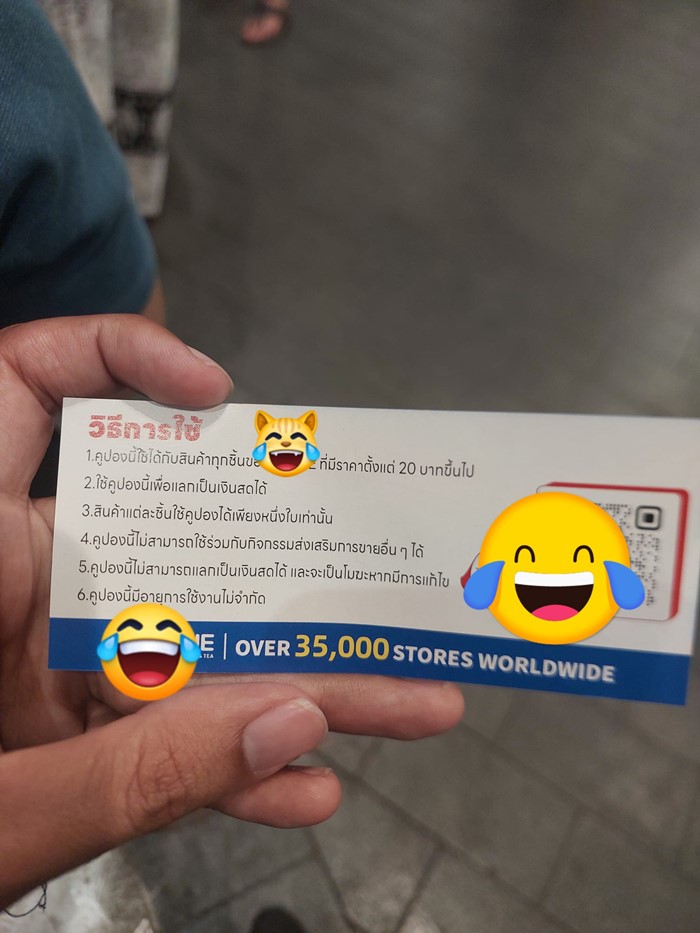 วิธีการใช้
1.คูปองนี้ใช้ได้กับสินค้าทุกชิ้น ที่มีราคาตั้งแต่ 20 บาทขึ้นไป
2.ใช้คูปองนี้เพื่อแลกเป็นเงินสดได้
3.สินค้าแต่ละชิ้นใช้คูปองได้เพียงหนึ่งใบเท่านั้น
4.คูปองนี้ไม่สามารถใช้ร่วมกับกิจกรรมส่งเสริมการขายอื่น ๆ ได้
5.คูปองนี้ไม่สามารถแลกเป็นเงินสดได้ และจะเป็นโมฆะหากมีการแก้ไข
6.คูปองนี้มีอายุการใช้งานไม่จำกัด
TEA
OVER 35,000 STORES WORLDWIDE